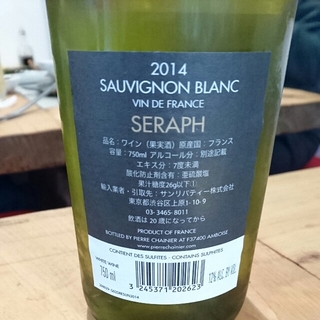 2014
SAUVIGNON BLANC
VIN DE FRANCE
SERAPH
品名：ワイン（果実酒）原産国：フランス
容量：750ml アルコール分：別途記載
エキス分：7度未満
酸化防止剤含有：亜硫酸塩
果汁糖度26g以下①
輸入業者・引取先：サンリバティー株式会社
東京都渋谷区上原1-10-9
03-3465-8011
飲酒は20歳になってから
PRODUCT OF FRANCE
BOTTLED BY PIERRE CHAINIER AT F37400 AMBOISE
www.pierrechainier.com
CONTIENT DES SULFITES - CONTAINS SULPHITES
WHITE WINE
750 ml
3 245371 202623
12% ALC BY VOL.